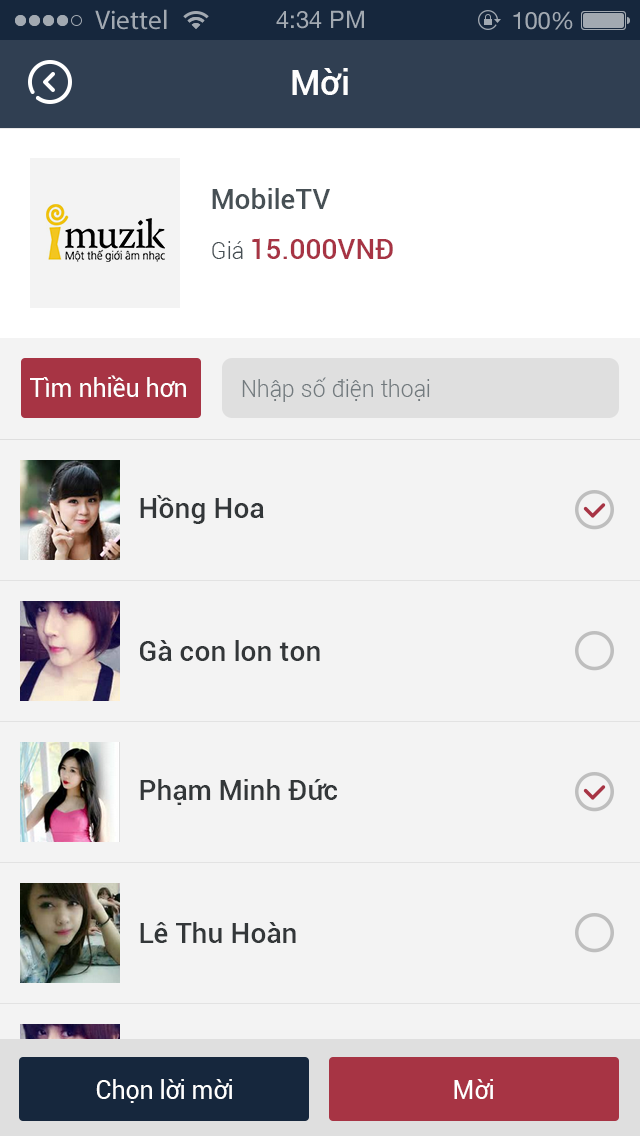 Viettel 4:34 PM 100%
Mời
imuzik
Một thế giới âm nhạc
MobileTV
Giá 15.000VNĐ
Tìm nhiều hơn
Nhập số điện thoại
Hồng Hoa
Gà con lon ton
Phạm Minh Đức
Lê Thu Hoàn
Chọn lời mời
Mời